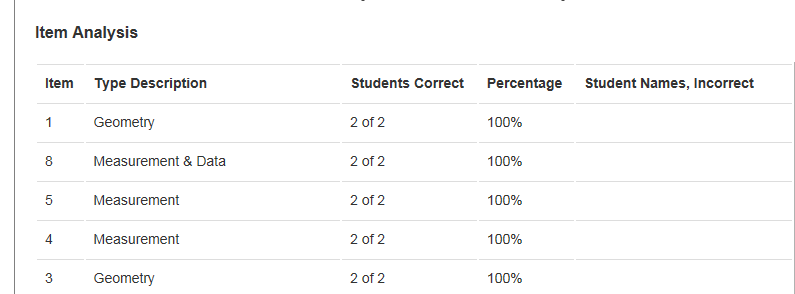 Item Analysis
Item Type Description Students Correct Percentage Student Names, Incorrect
1 Geometry 2 of 2 100%
8 Measurement & Data 2 of 2 100%
5 Measurement 2 of 2 100%
4 Measurement 2 of 2 100%
3 Geometry 2 of 2 100%